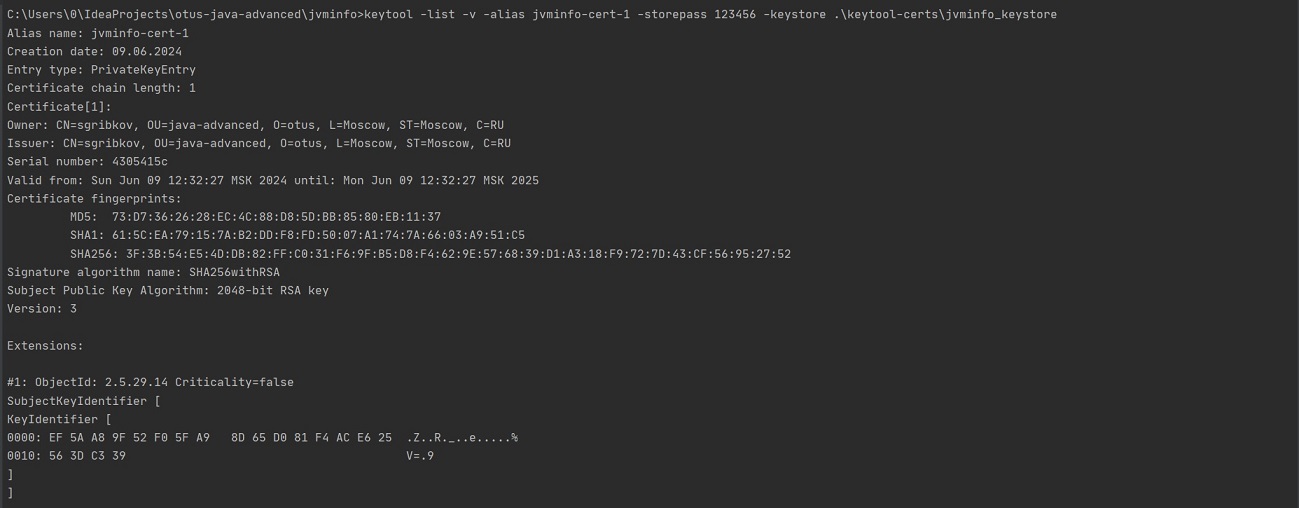 C:\Users\0\IdeaProjects\otus-java-advanced\jvminfo>keytool -list -v -alias jvminfo-cert-1 -storepass 123456 -keystore .\keytool-certs\jvminfo_keystore
Alias name: jvminfo-cert-1
Creation date: 09.06.2024
Entry type: PrivateKeyEntry
Certificate chain length: 1
Certificate[1]:
Owner: CN=sgribkov, OU=java-advanced, O=otus, L=Moscow, ST=Moscow, C=RU
Issuer: CN=sgribkov, OU=java-advanced, O=otus, L=Moscow, ST=Moscow, C=RU
Serial number: 4305415c
Valid from: Sun Jun 09 12:32:27 MSK 2024 until: Mon Jun 09 12:32:27 MSK 2025
Certificate fingerprints:
MD5:  73:D7:36:26:28:EC:4C:88:D8:5D:BB:85:80:EB:11:37
SHA1: 61:5C:EA:79:15:7A:B2:DD:F8:FD:50:07:A1:74:7A:66:03:A9:51:C5
SHA256: 3F:3B:54:E5:4D:DB:82:FF:C0:31:F6:9F:B5:D8:F4:62:9E:57:68:39:D1:A3:18:F9:72:7D:43:CF:56:95:27:52
Signature algorithm name: SHA256withRSA
Subject Public Key Algorithm: 2048-bit RSA key
Version: 3
Extensions:
#1: ObjectId: 2.5.29.14 Criticality=false
SubjectKeyIdentifier [
KeyIdentifier [
0000: EF 5A A8 9F 52 F0 5F A9   8D 65 D0 81 F4 AC E6 25  .Z..R._..e.....%
0010: 56 3D C3 39                                        V=.9
]
]